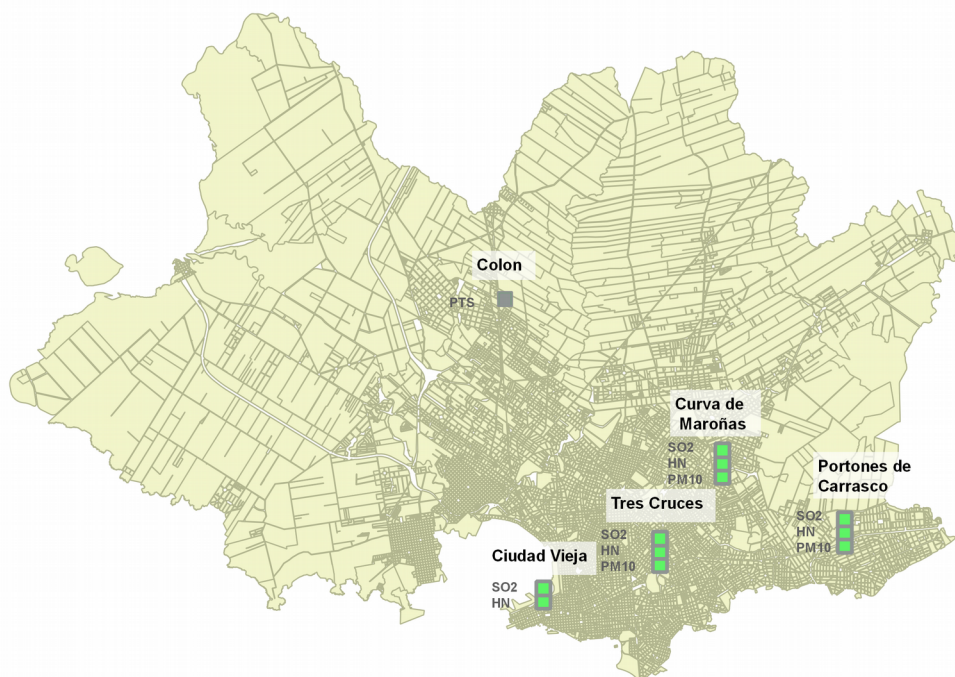 Colon
PTS
Curva de
Maroñas
SO2
HN
PM10
Portones de
Carrasco
SO2
HN
PM10
Tres Cruces
SO2
HN
PM10
Ciudad Vieja
SO2
HN